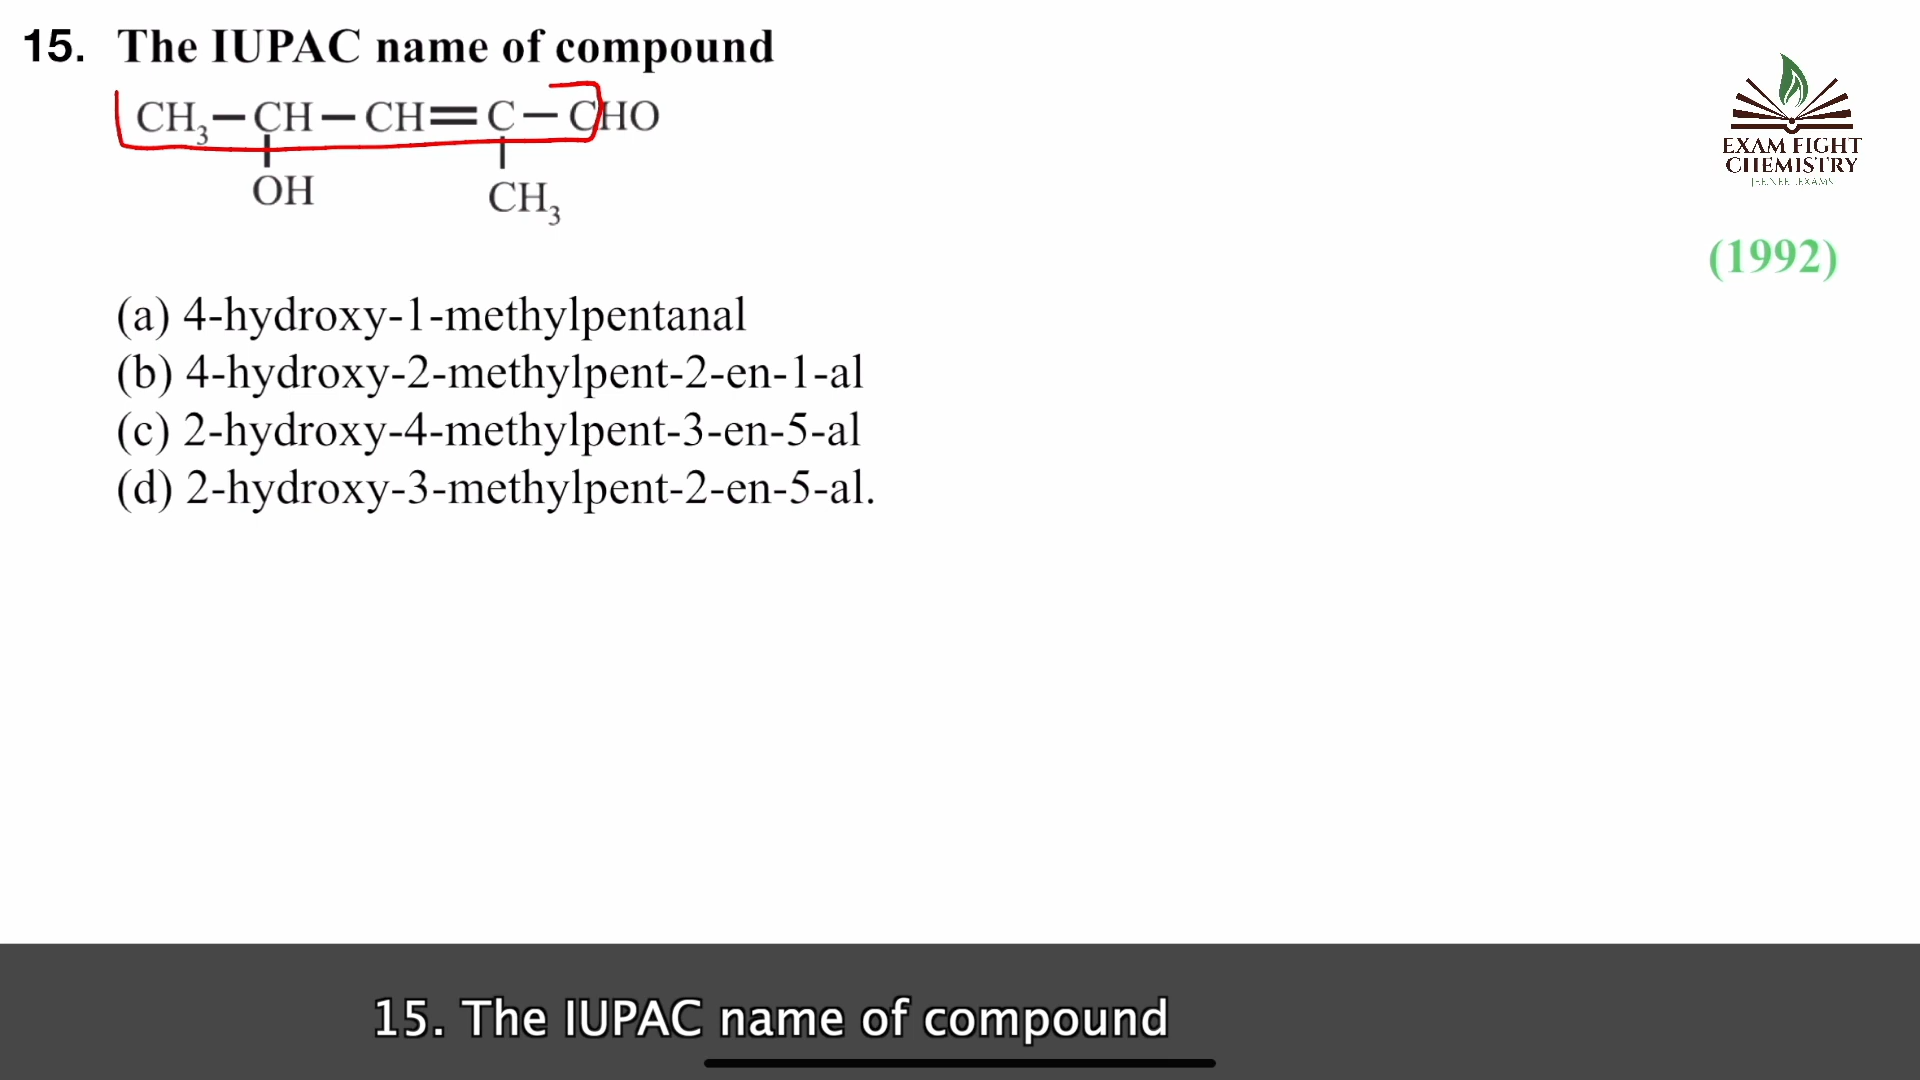 15. The IUPAC name of compound
CH₃—CH—CH=C—CHO
OH CH₃
EXAM FIGHT
CHEMISTRY
(1992)
(a) 4-hydroxy-1-methylpentanal
(b) 4-hydroxy-2-methylpent-2-en-1-al
(c) 2-hydroxy-4-methylpent-3-en-5-al
(d) 2-hydroxy-3-methylpent-2-en-5-al.
15. The IUPAC name of compound